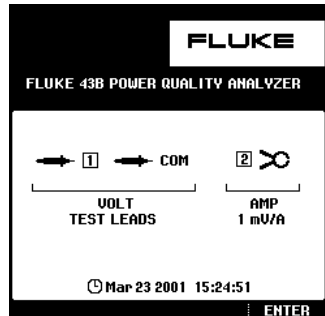 FLUKE
FLUKE 43B POWER QUALITY ANALYZER
1 COM 2
VOLT AMP
TEST LEADS 1 mV/A
Mar 23 2001 15:24:51
ENTER